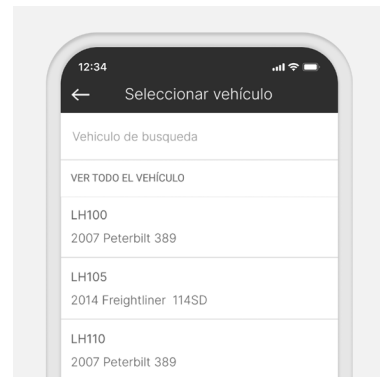 12:34
Seleccionar vehículo
Vehiculo de busqueda
VER TODO EL VEHÍCULO
LH100
2007 Peterbilt 389
LH105
2014 Freightliner 114SD
LH110
2007 Peterbilt 389